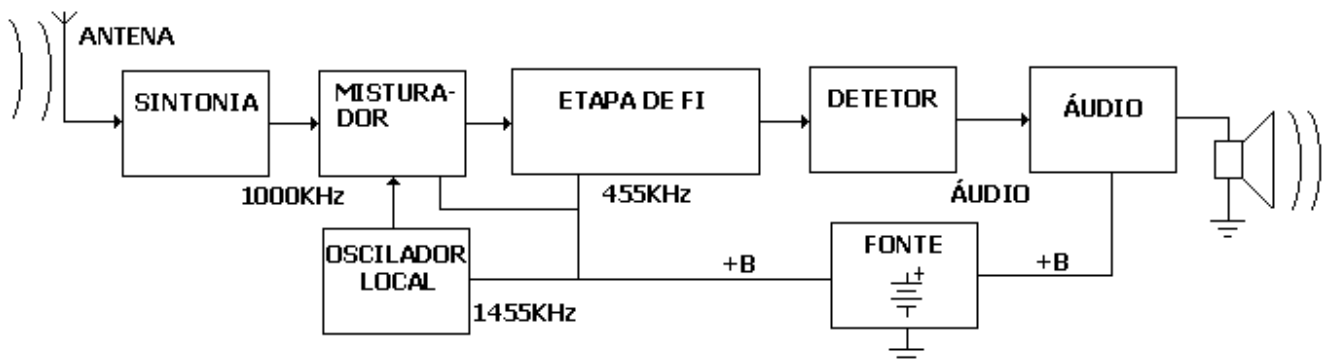 ANTENA
SINTONIA
MISTURA-
DOR
ETAPA DE FI
DETETOR
ÁUDIO
1000KHz
455KHz
ÁUDIO
OSCILADOR
LOCAL
1455KHz
+B
FONTE
+
+B